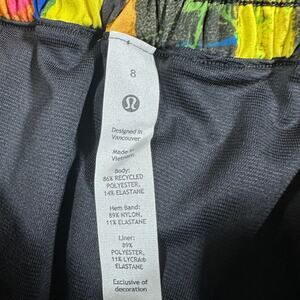 8
Designed in
Vancouver
Made in
Vietnam
Body:
86% RECYCLED
POLYESTER,
14% ELASTANE
Hem Band:
89% NYLON,
11% ELASTANE
Liner:
89%
POLYESTER,
11% LYCRA®
ELASTANE
Exclusive of
decoration